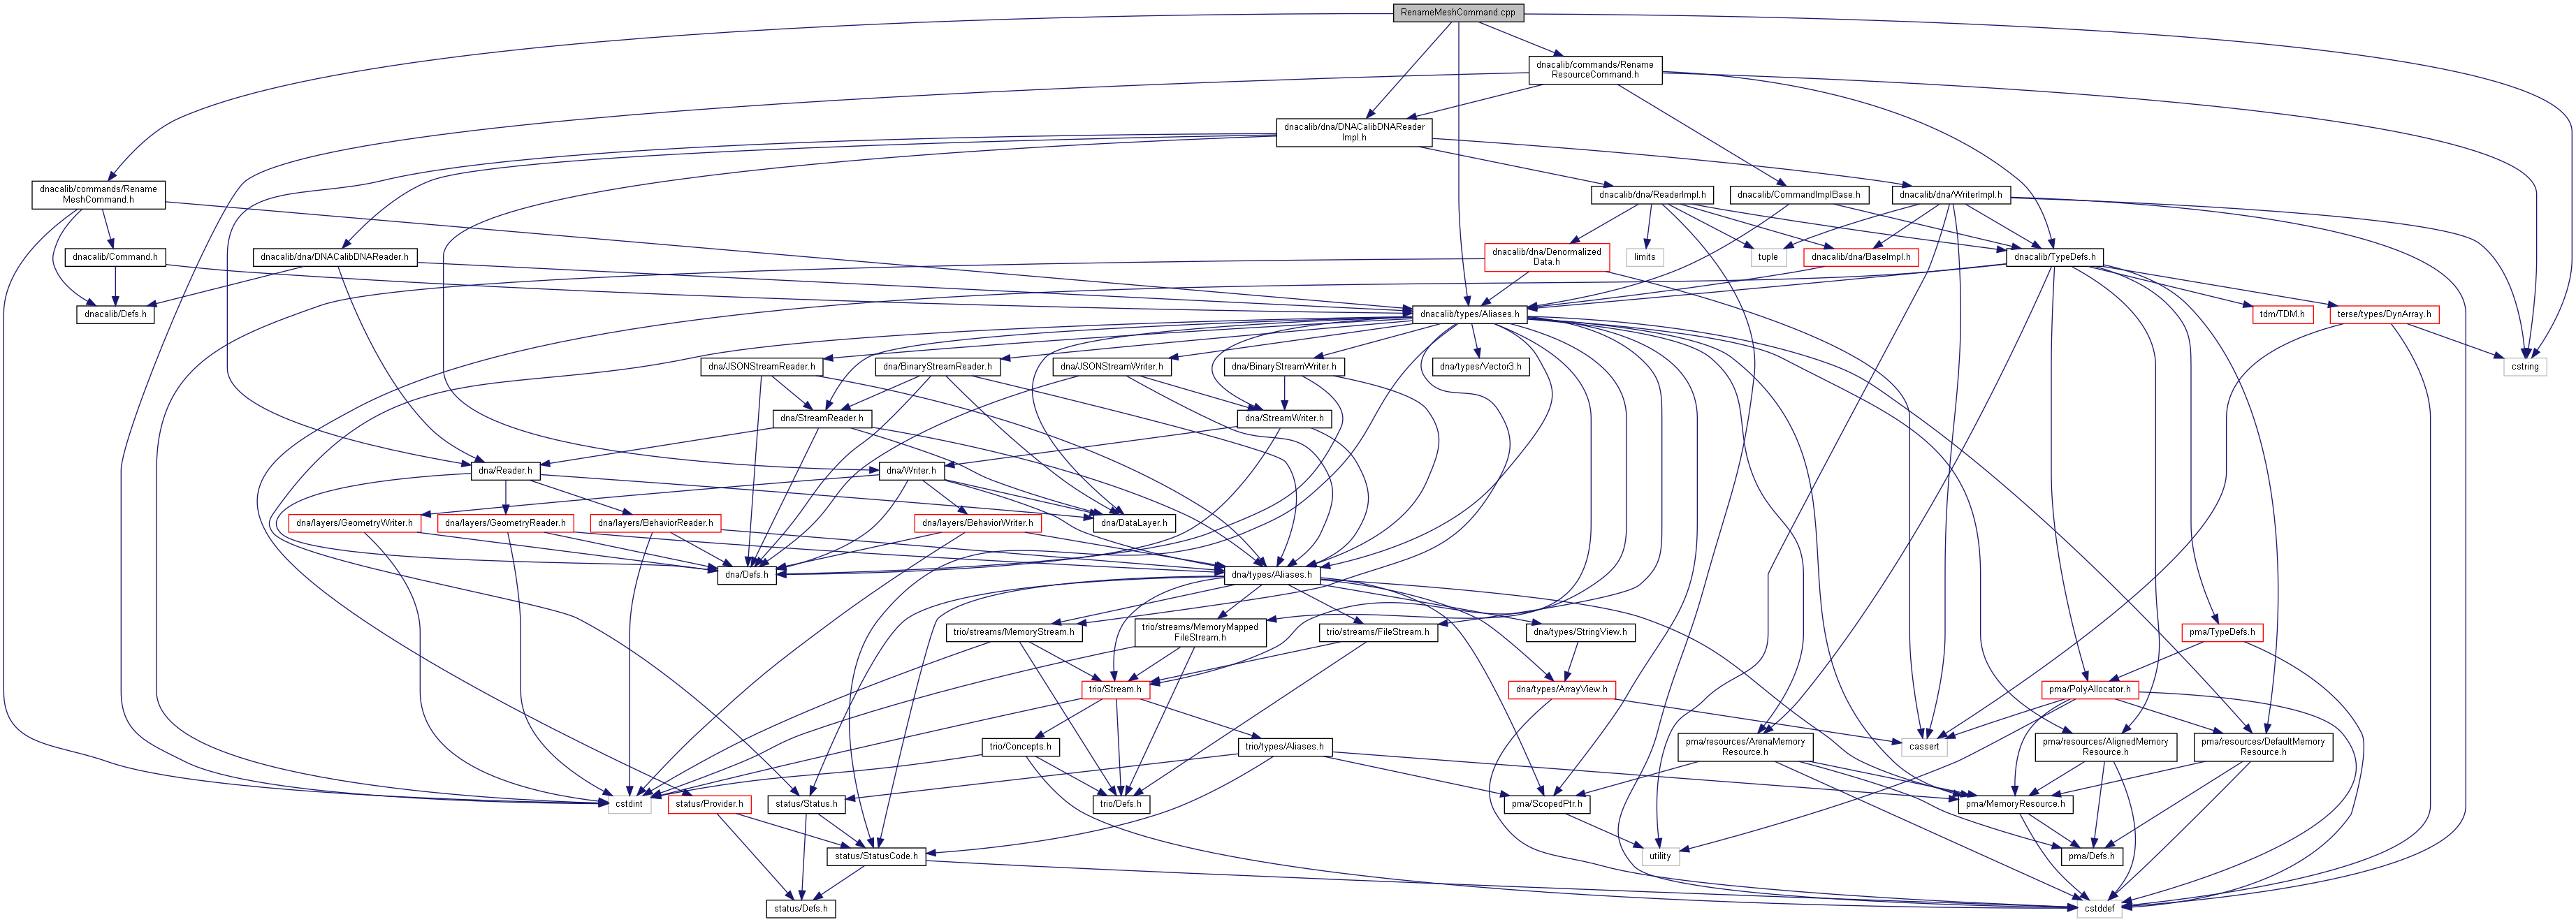 RenameMeshCommand.cpp
dnacalib/commands/Rename
ResourceCommand.h
dnacalib/dna/DNACalibDNAReader
Impl.h
dnacalib/commands/Rename
MeshCommand.h
dnacalib/dna/ReaderImpl.h
dnacalib/CommandImplBase.h
dnacalib/dna/WriterImpl.h
dnacalib/Command.h
dnacalib/dna/DNACalibDNAReader.h
dnacalib/dna/Denormalized
Data.h
limits
tuple
dnacalib/dna/BaseImpl.h
dnacalib/TypeDefs.h
dnacalib/Defs.h
dnacalib/types/Aliases.h
tdm/TDM.h
terse/types/DynArray.h
dna/JSONStreamReader.h
dna/BinaryStreamReader.h
dna/JSONStreamWriter.h
dna/BinaryStreamWriter.h
dna/types/Vector3.h
cstring
dna/StreamReader.h
dna/StreamWriter.h
dna/Reader.h
dna/Writer.h
dna/layers/GeometryWriter.h
dna/layers/GeometryReader.h
dna/layers/BehaviorReader.h
dna/layers/BehaviorWriter.h
dna/DataLayer.h
dna/Defs.h
dna/types/Aliases.h
trio/streams/MemoryStream.h
trio/streams/MemoryMapped
FileStream.h
trio/streams/FileStream.h
dna/types/StringView.h
pma/TypeDefs.h
trio/Stream.h
dna/types/ArrayView.h
pma/PolyAllocator.h
trio/Concepts.h
trio/types/Aliases.h
pma/resources/ArenaMemory
Resource.h
cassert
pma/resources/AlignedMemory
Resource.h
pma/resources/DefaultMemory
Resource.h
cstdint
status/Provider.h
status/Status.h
trio/Defs.h
pma/ScopedPtr.h
pma/MemoryResource.h
status/StatusCode.h
utility
pma/Defs.h
status/Defs.h
cstddef